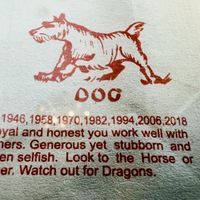 DOG
1946,1958,1970,1982,1994,2006,2018
oyal and honest you work well with
hers. Generous yet stubborn and
en selfish. Look to the Horse or
er. Watch out for Dragons.